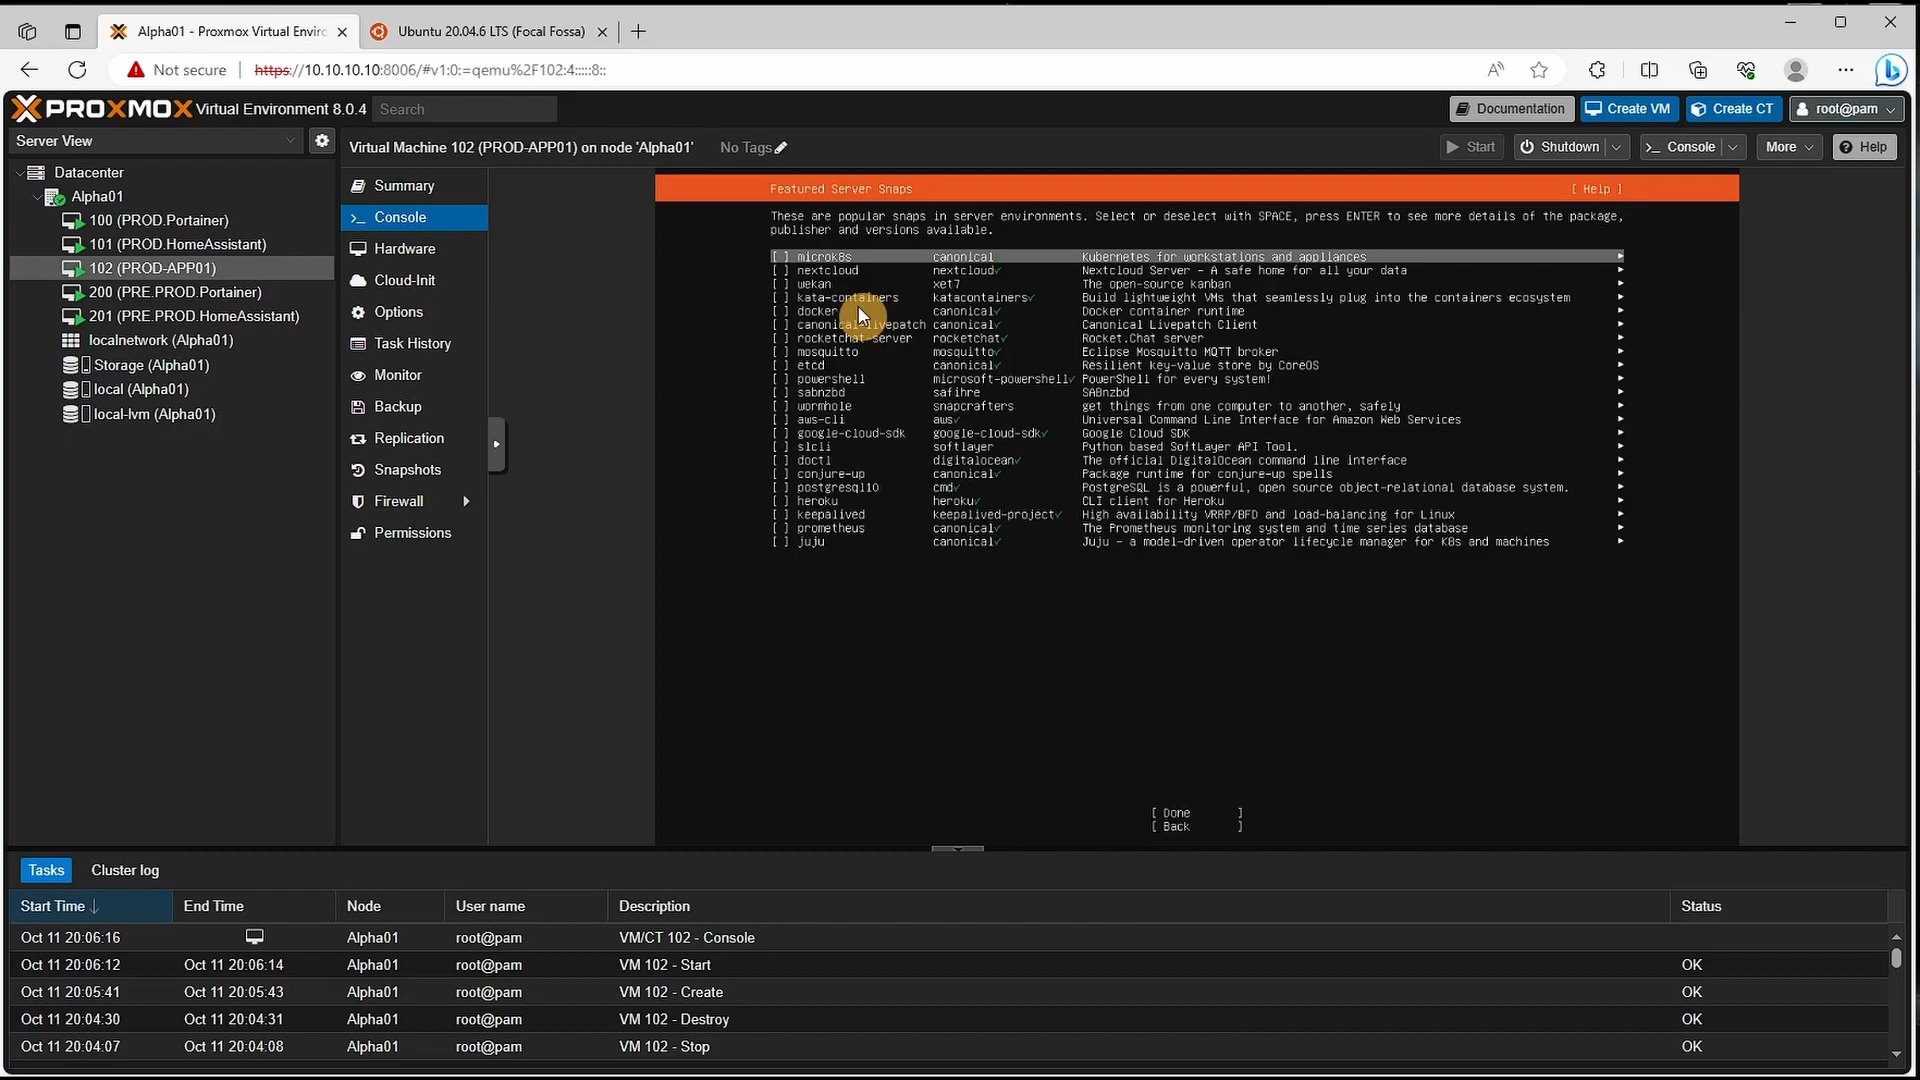 Alpha01 - Proxmox Virtual Enviro
Ubuntu 20.04.6 LTS (Focal Fossa)
Not secure
https://10.10.10.10:8006/#v1:0:=qemu%2F102:4:::::8::
PROXMOX Virtual Environment 8.0.4
Search
Documentation
Create VM
Create CT
root@pam
Server View
Datacenter
Alpha01
100 (PROD.Portainer)
101 (PROD.HomeAssistant)
102 (PROD-APP01)
200 (PRE.PROD.Portainer)
201 (PRE.PROD.HomeAssistant)
localnetwork (Alpha01)
Storage (Alpha01)
local (Alpha01)
local-lvm (Alpha01)
Virtual Machine 102 (PROD-APP01) on node 'Alpha01'
No Tags
Start
Shutdown
>_ Console
More
Help
Summary
>_ Console
Hardware
Cloud-Init
Options
Task History
Monitor
Backup
Replication
Snapshots
Firewall
Permissions
Featured Server Snaps [ Help ]
These are popular snaps in server environments. Select or deselect with SPACE, press ENTER to see more details of the package,
publisher and versions available.
[ ] microk8s canonical✓ Kubernetes for workstations and appliances
[ ] nextcloud nextcloud✓ Nextcloud Server - A safe home for all your data
[ ] wekan xet7 The open-source kanban
[ ] kata-containers katacontainers✓ Build lightweight VMs that seamlessly plug into the containers ecosystem
[ ] docker canonical✓ Docker container runtime
[ ] canonical-livepatch canonical✓ Canonical Livepatch Client
[ ] rocketchat-server rocketchat✓ Rocket.Chat server
[ ] mosquitto mosquitto✓ Eclipse Mosquitto MQTT broker
[ ] etcd canonical✓ Resilient key-value store by CoreOS
[ ] powershell microsoft-powershell✓ PowerShell for every system!
[ ] sabnzbd safihre SABnzbd
[ ] wormhole snapcrafters get things from one computer to another, safely
[ ] aws-cli aws✓ Universal Command Line Interface for Amazon Web Services
[ ] google-cloud-sdk google-cloud-sdk✓ Google Cloud SDK
[ ] slcli softlayer Python based SoftLayer API Tool.
[ ] doctl digitalocean✓ The official DigitalOcean command line interface
[ ] conjure-up canonical✓ Package runtime for conjure-up spells
[ ] postgresql10 cmd✓ PostgreSQL is a powerful, open source object-relational database system.
[ ] heroku heroku✓ CLI client for Heroku
[ ] keepalived keepalived-project✓ High availability VRRP/BFD and load-balancing for Linux
[ ] prometheus canonical✓ The Prometheus monitoring system and time series database
[ ] juju canonical✓ Juju - a model-driven operator lifecycle manager for K8s and machines
[ Done ]
[ Back ]
Tasks
Cluster log
Start Time End Time Node User name Description Status
Oct 11 20:06:16 Alpha01 root@pam VM/CT 102 - Console
Oct 11 20:06:12 Oct 11 20:06:14 Alpha01 root@pam VM 102 - Start OK
Oct 11 20:05:41 Oct 11 20:05:43 Alpha01 root@pam VM 102 - Create OK
Oct 11 20:04:30 Oct 11 20:04:31 Alpha01 root@pam VM 102 - Destroy OK
Oct 11 20:04:07 Oct 11 20:04:08 Alpha01 root@pam VM 102 - Stop OK